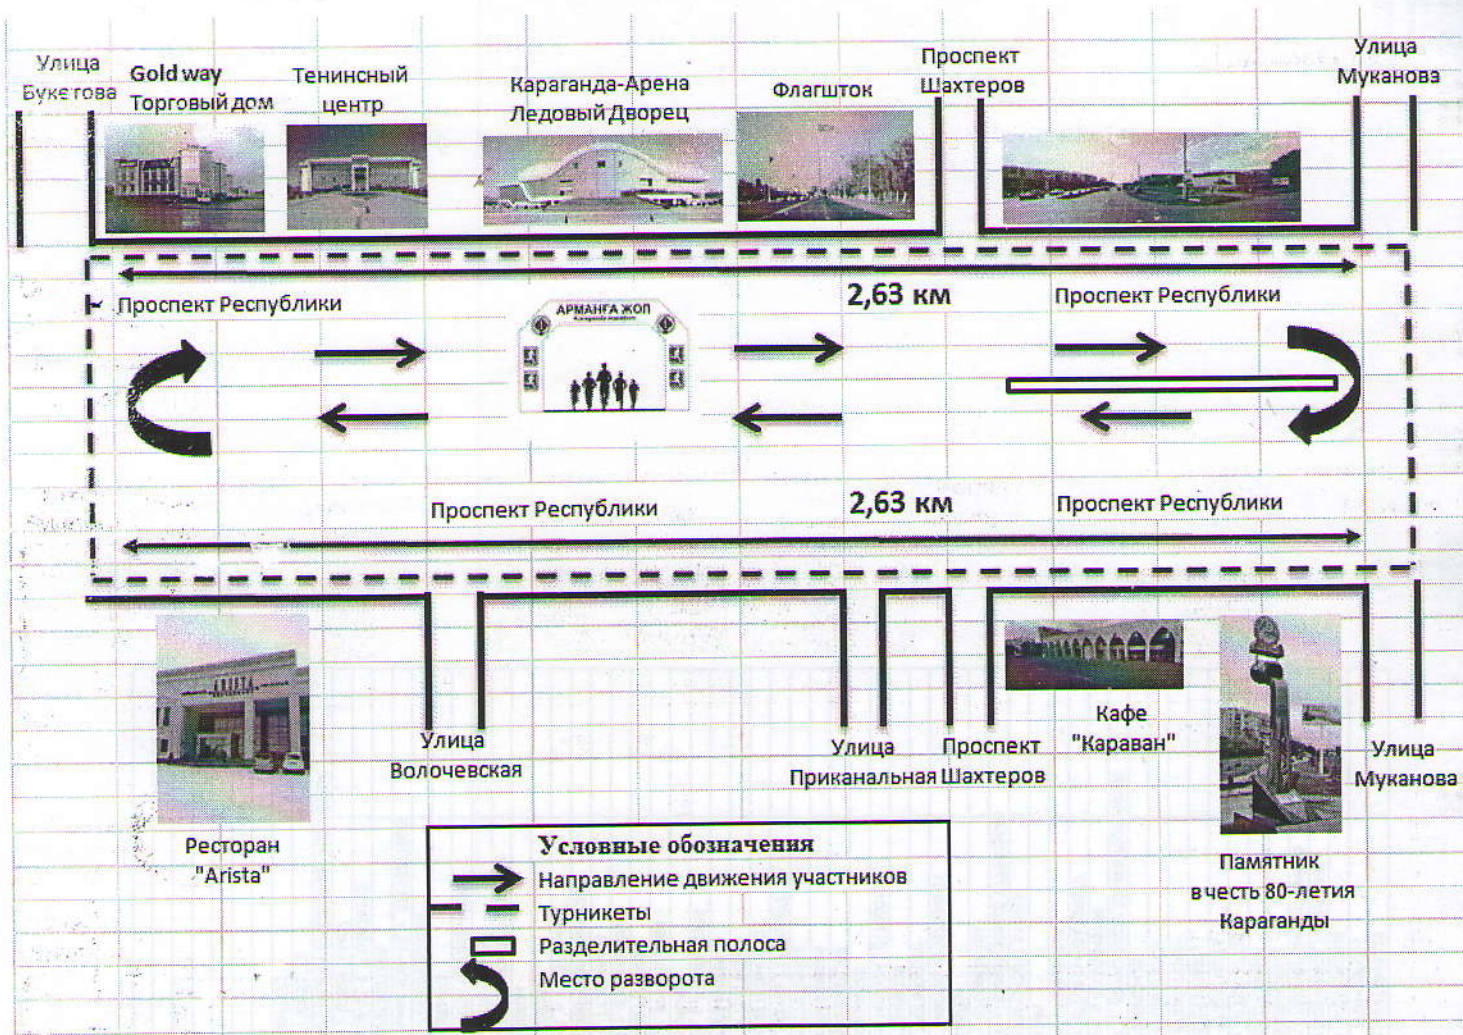 Улица
Букетова
Gold way
Торговый дом
Тенинсный
центр
Караганда-Арена
Ледовый Дворец
Флагшток
Проспект
Шахтеров
Улица
Муканова
2,63 км
Проспект Республики
Проспект Республики
АРМАНҒА ЖОЛ
Проспект Республики
2,63 км
Проспект Республики
ARISTA
Улица
Волочевская
Улица
Приканальная
Проспект
Шахтеров
Кафе
"Караван"
Улица
Муканова
Ресторан
"Arista"
Памятник
в честь 80-летия
Караганды
Условные обозначения
Направление движения участников
Турникеты
Разделительная полоса
Место разворота